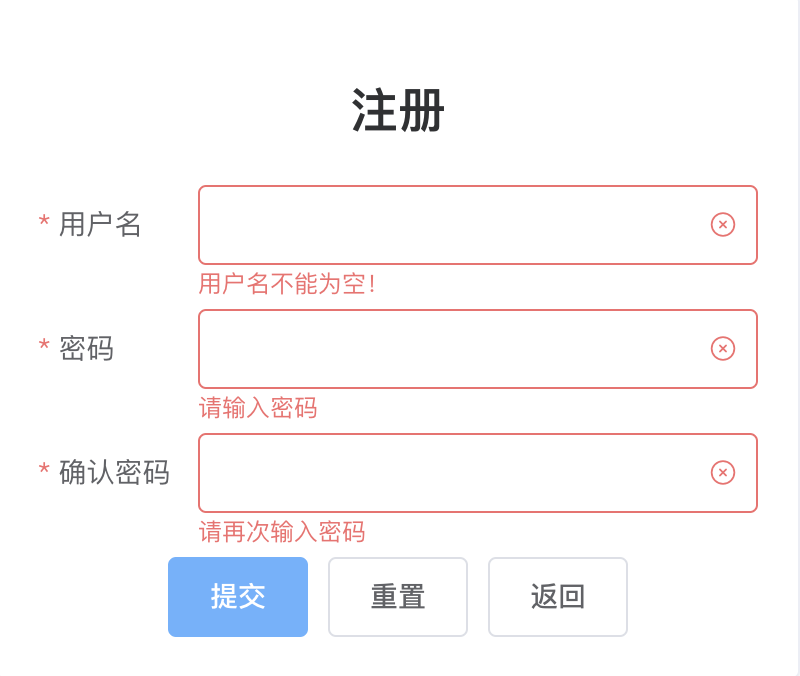 注册
* 用户名
用户名不能为空！
* 密码
请输入密码
* 确认密码
请再次输入密码
提交 重置 返回